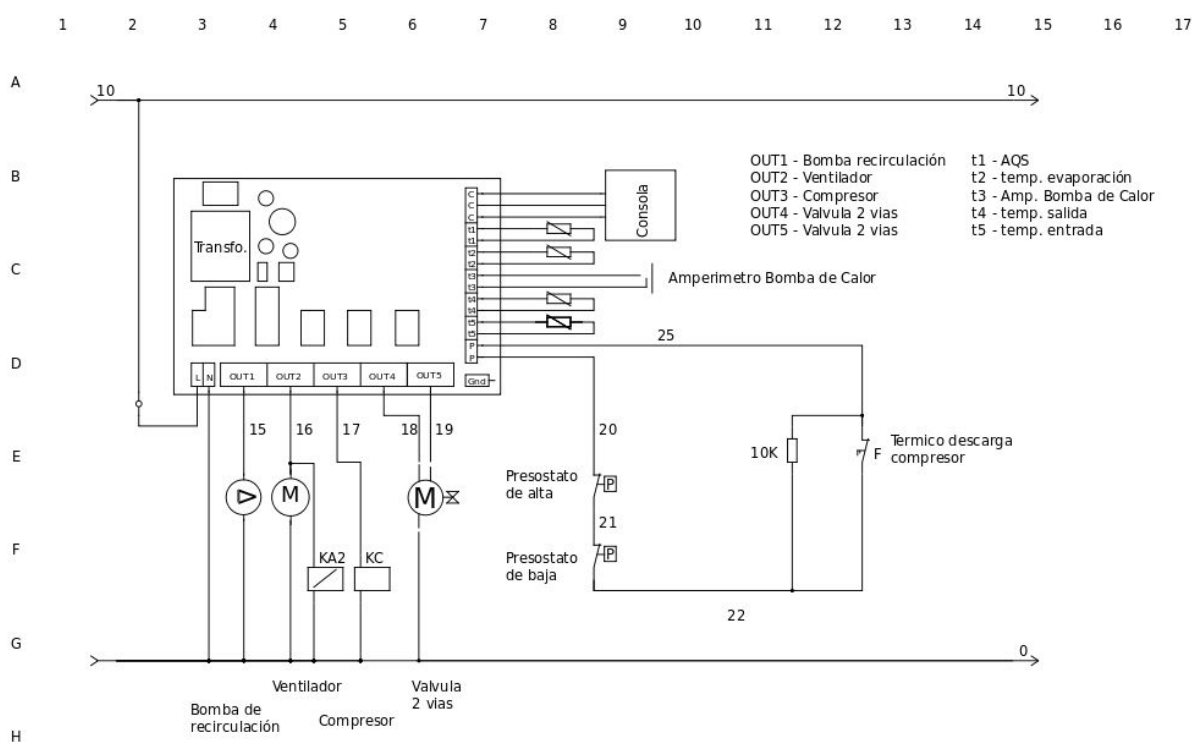 1 2 3 4 5 6 7 8 9 10 11 12 13 14 15 16 17
A
10 10
B
OUT1 - Bomba recirculación t1 - AQS
OUT2 - Ventilador t2 - temp. evaporación
OUT3 - Compresor t3 - Amp. Bomba de Calor
OUT4 - Valvula 2 vias t4 - temp. salida
OUT5 - Valvula 2 vias t5 - temp. entrada
Consola
C
C
C
t1
t1
t2
t2
t3
t3
t4
t4
t5
t5
P
P
Transfo.
C
Amperimetro Bomba de Calor
25
D
L N OUT1 OUT2 OUT3 OUT4 OUT5 Gnd
15 16 17 18 19 20
E
10K
F
Termico descarga
compresor
Presostato
de alta
P
M M
21
F
KA2 KC
Presostato
de baja
P
22
G
0
Ventilador
Valvula
2 vias
Bomba de
recirculación
Compresor
H